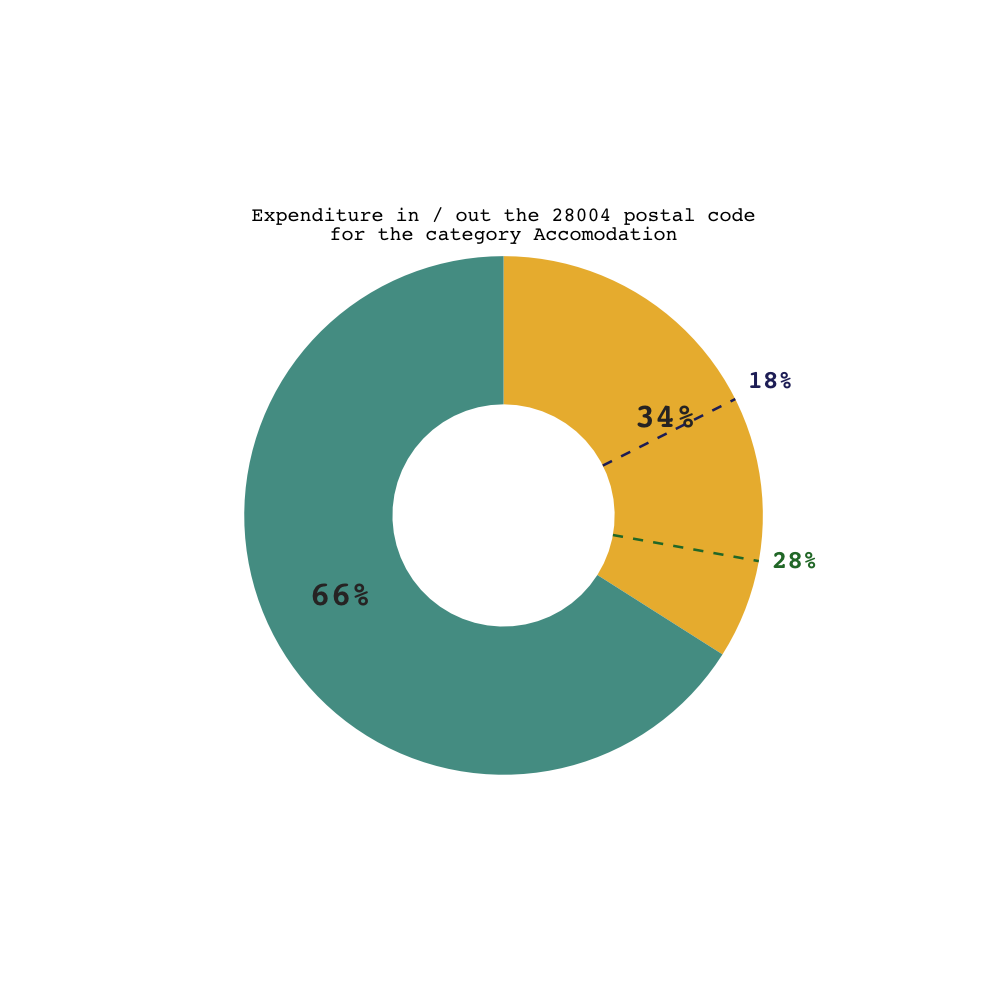 Expenditure in / out the 28004 postal code
for the category Accomodation
18%
34%
28%
66%